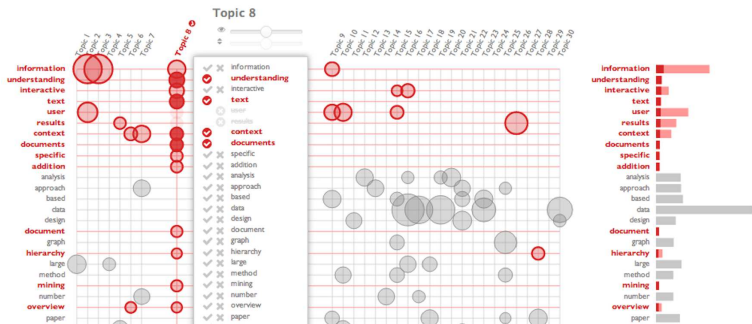 Topic 8
Topic 1
Topic 2
Topic 3
Topic 4
Topic 5
Topic 6
Topic 7
Topic 8
Topic 9
Topic 10
Topic 11
Topic 12
Topic 13
Topic 14
Topic 15
Topic 16
Topic 17
Topic 18
Topic 19
Topic 20
Topic 21
Topic 22
Topic 23
Topic 24
Topic 25
Topic 26
Topic 27
Topic 28
Topic 29
Topic 30
information
understanding
interactive
text
user
results
context
documents
specific
addition
analysis
approach
based
data
design
document
graph
hierarchy
large
method
mining
number
overview
paper
information
understanding
interactive
text
user
results
context
documents
specific
addition
analysis
approach
based
data
design
document
graph
hierarchy
large
method
mining
number
overview
paper
information
understanding
interactive
text
user
results
context
documents
specific
addition
analysis
approach
based
data
design
document
graph
hierarchy
large
method
mining
number
overview
paper